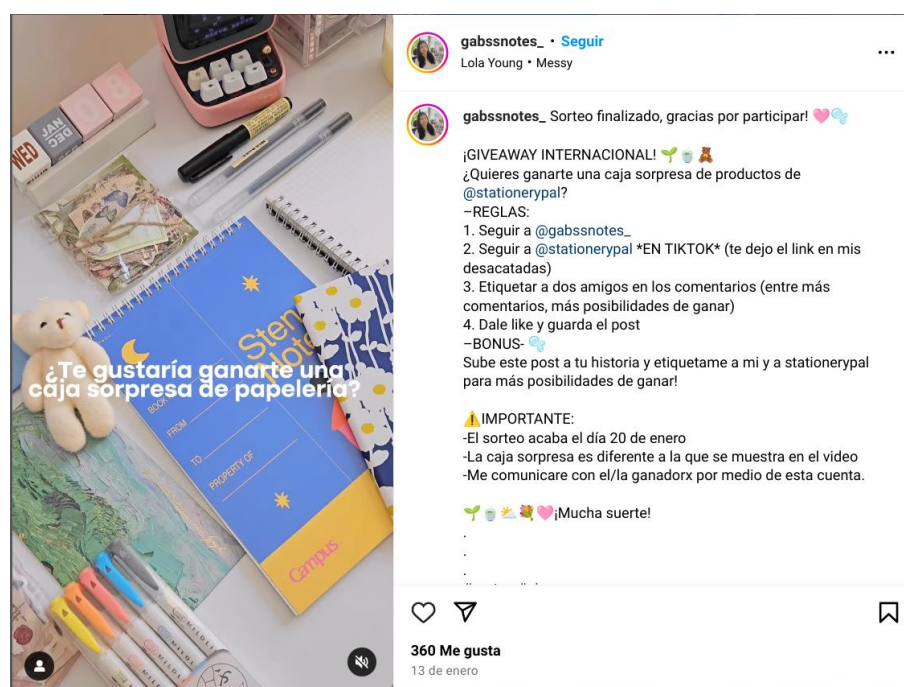 WED
JAN
DEC
08
Steno
Note
BOOK
FROM
TO
PROPERTY OF
Campus
MILDLI
¿Te gustaría ganarte una
caja sorpresa de papelería?
gabssnotes_ • Seguir
Lola Young • Messy
gabssnotes_ Sorteo finalizado, gracias por participar! 🩷🫧
¡GIVEAWAY INTERNACIONAL! 🌱🍵🧸
¿Quieres ganarte una caja sorpresa de productos de
@stationerypal?
–REGLAS:
1. Seguir a @gabssnotes_
2. Seguir a @stationerypal *EN TIKTOK* (te dejo el link en mis
desacatadas)
3. Etiquetar a dos amigos en los comentarios (entre más
comentarios, más posibilidades de ganar)
4. Dale like y guarda el post
–BONUS- 🫧
Sube este post a tu historia y etiquetame a mi y a stationerypal
para más posibilidades de ganar!
⚠️IMPORTANTE:
-El sorteo acaba el día 20 de enero
-La caja sorpresa es diferente a la que se muestra en el video
-Me comunicare con el/la ganadorx por medio de esta cuenta.
🌱🍵⛅💐🩷¡Mucha suerte!
.
.
.
360 Me gusta
13 de enero